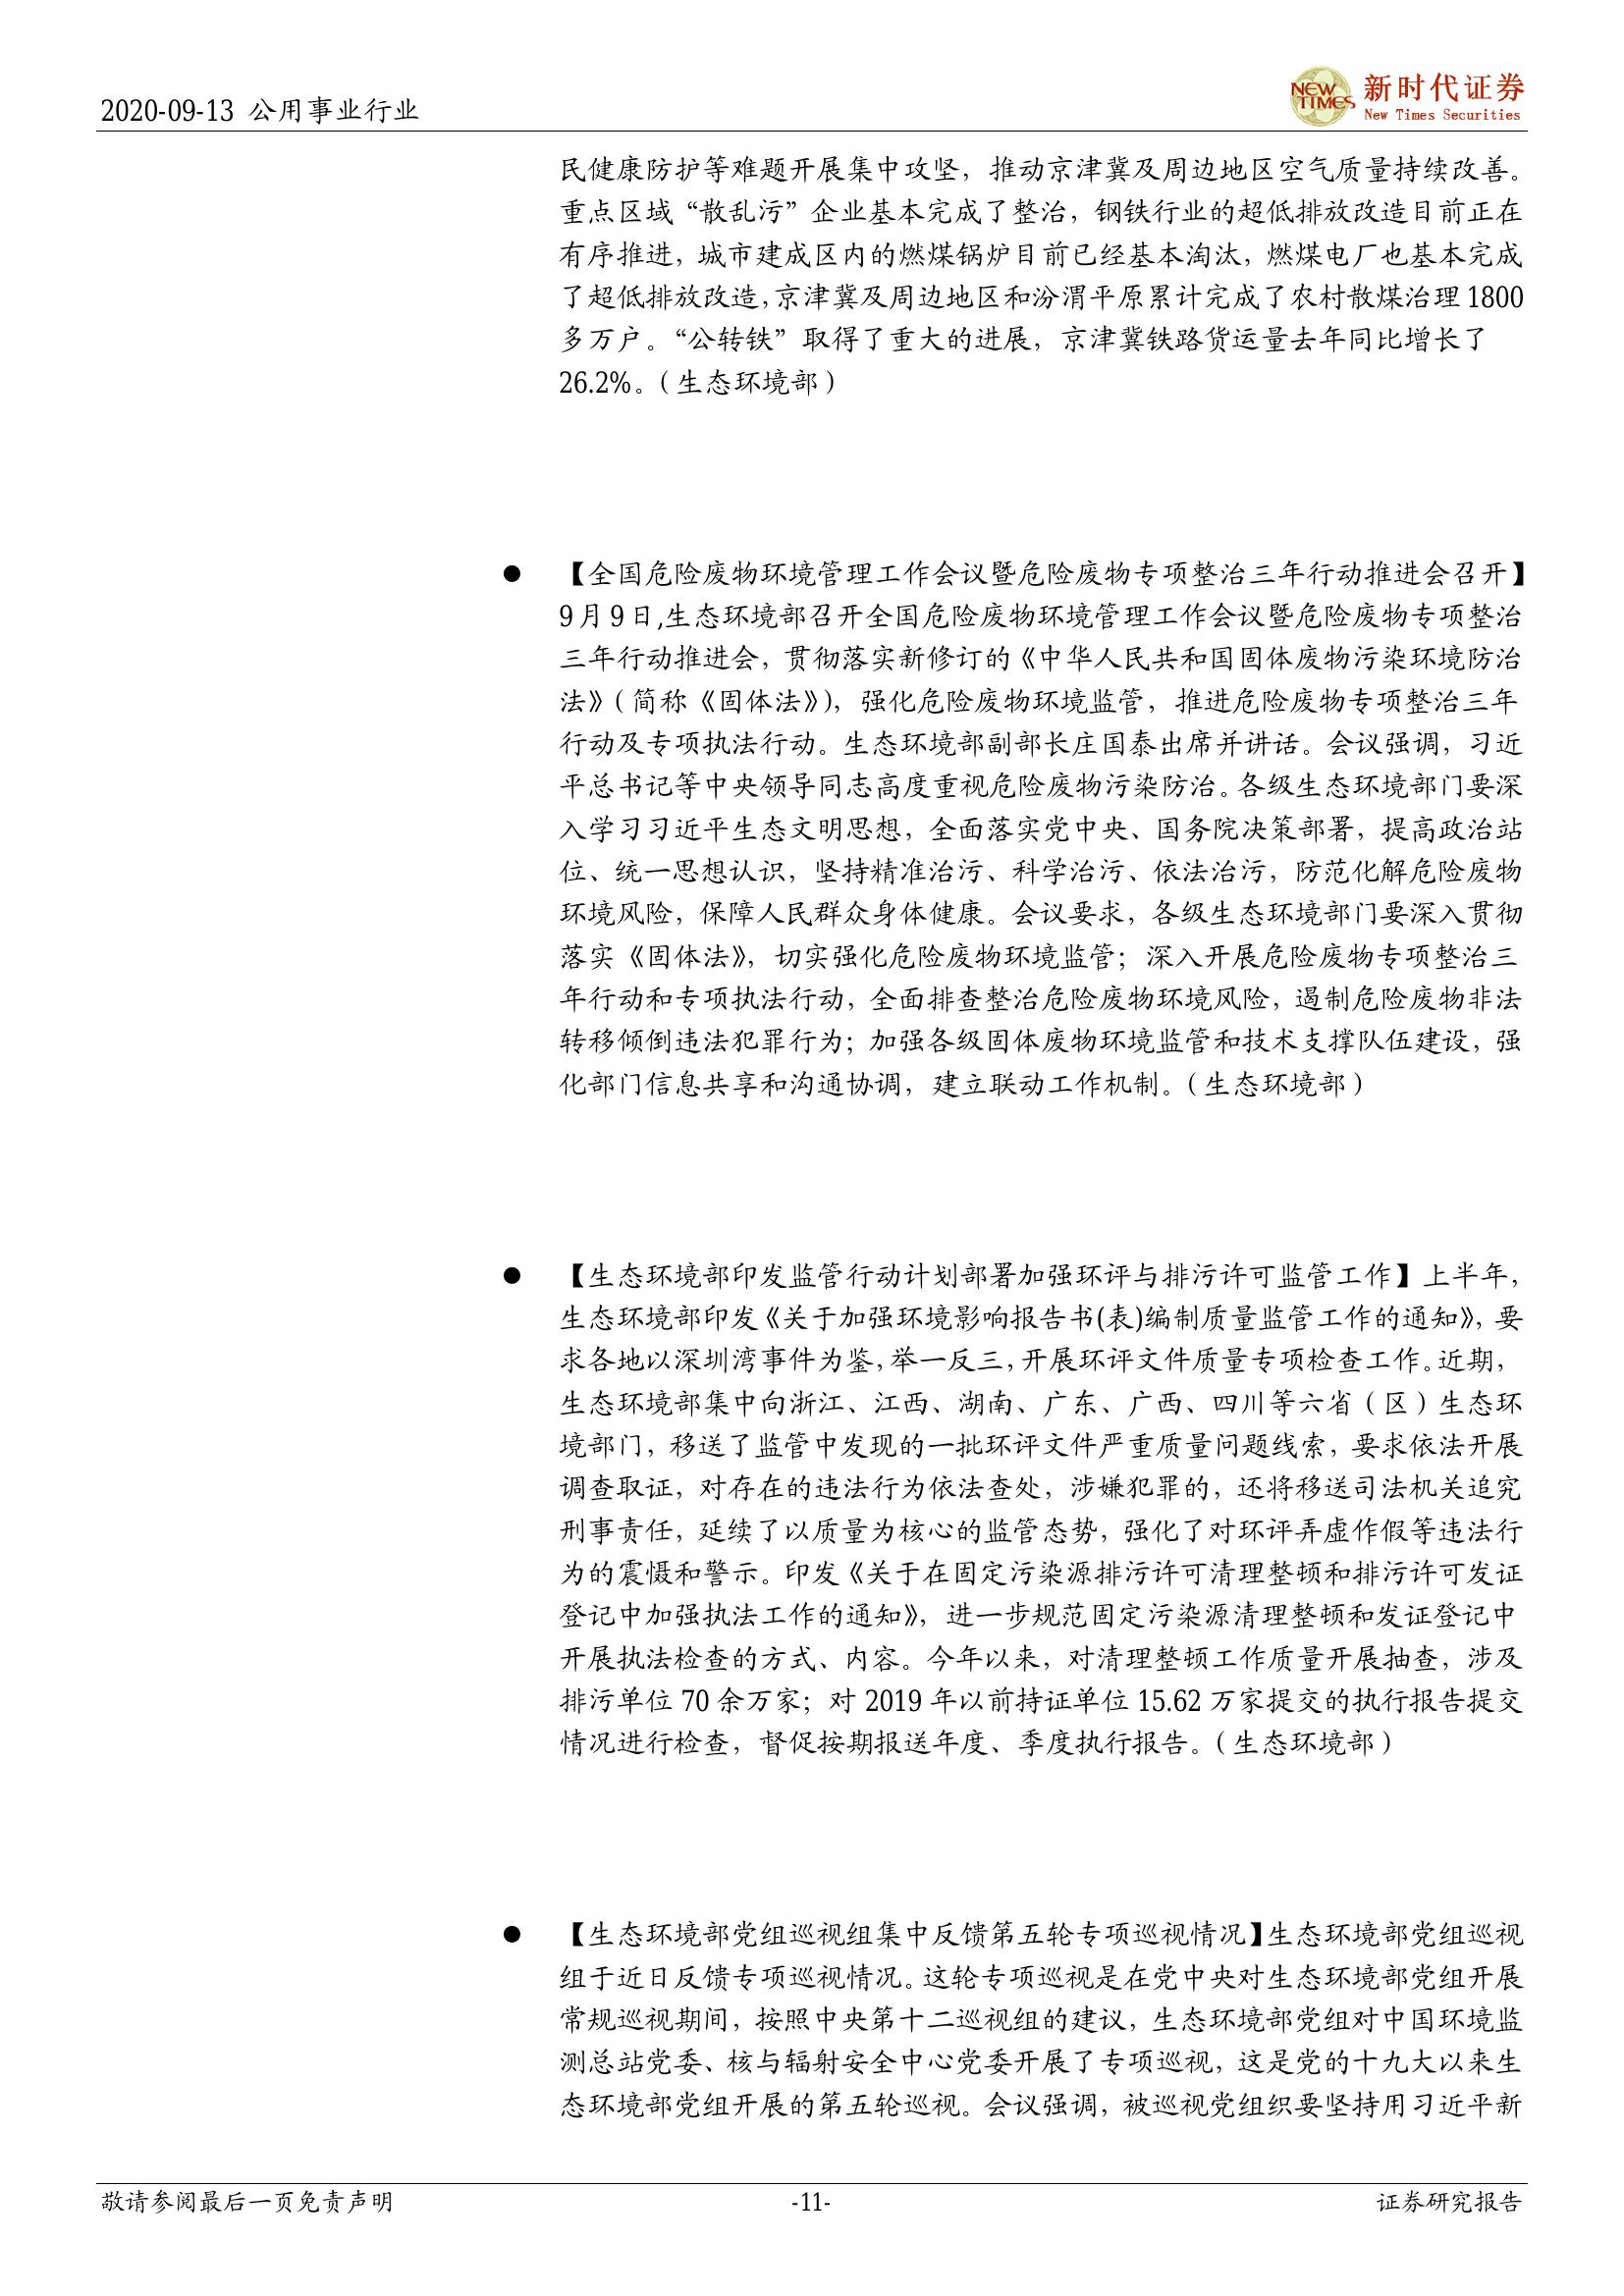 2020-09-13 公用事业行业
NEW TIMES
新时代证券
New Times Securities
民健康防护等难题开展集中攻坚，推动京津冀及周边地区空气质量持续改善。
重点区域“散乱污”企业基本完成了整治，钢铁行业的超低排放改造目前正在
有序推进，城市建成区内的燃煤锅炉目前已经基本淘汰，燃煤电厂也基本完成
了超低排放改造，京津冀及周边地区和汾渭平原累计完成了农村散煤治理 1800
多万户。“公转铁”取得了重大的进展，京津冀铁路货运量去年同比增长了
26.2%。（生态环境部）
● 【全国危险废物环境管理工作会议暨危险废物专项整治三年行动推进会召开】
9 月 9 日,生态环境部召开全国危险废物环境管理工作会议暨危险废物专项整治
三年行动推进会，贯彻落实新修订的《中华人民共和国固体废物污染环境防治
法》(简称《固体法》)，强化危险废物环境监管，推进危险废物专项整治三年
行动及专项执法行动。生态环境部副部长庄国泰出席并讲话。会议强调，习近
平总书记等中央领导同志高度重视危险废物污染防治。各级生态环境部门要深
入学习习近平生态文明思想，全面落实党中央、国务院决策部署，提高政治站
位、统一思想认识，坚持精准治污、科学治污、依法治污，防范化解危险废物
环境风险，保障人民群众身体健康。会议要求，各级生态环境部门要深入贯彻
落实《固体法》，切实强化危险废物环境监管；深入开展危险废物专项整治三
年行动和专项执法行动，全面排查整治危险废物环境风险，遏制危险废物非法
转移倾倒违法犯罪行为；加强各级固体废物环境监管和技术支撑队伍建设，强
化部门信息共享和沟通协调，建立联动工作机制。（生态环境部）
● 【生态环境部印发监管行动计划部署加强环评与排污许可监管工作】上半年，
生态环境部印发《关于加强环境影响报告书(表)编制质量监管工作的通知》，要
求各地以深圳湾事件为鉴，举一反三，开展环评文件质量专项检查工作。近期，
生态环境部集中向浙江、江西、湖南、广东、广西、四川等六省（区）生态环
境部门，移送了监管中发现的一批环评文件严重质量问题线索，要求依法开展
调查取证，对存在的违法行为依法查处，涉嫌犯罪的，还将移送司法机关追究
刑事责任，延续了以质量为核心的监管态势，强化了对环评弄虚作假等违法行
为的震慑和警示。印发《关于在固定污染源排污许可清理整顿和排污许可发证
登记中加强执法工作的通知》，进一步规范固定污染源清理整顿和发证登记中
开展执法检查的方式、内容。今年以来，对清理整顿工作质量开展抽查，涉及
排污单位 70 余万家；对 2019 年以前持证单位 15.62 万家提交的执行报告提交
情况进行检查，督促按期报送年度、季度执行报告。（生态环境部）
● 【生态环境部党组巡视组集中反馈第五轮专项巡视情况】生态环境部党组巡视
组于近日反馈专项巡视情况。这轮专项巡视是在党中央对生态环境部党组开展
常规巡视期间，按照中央第十二巡视组的建议，生态环境部党组对中国环境监
测总站党委、核与辐射安全中心党委开展了专项巡视，这是党的十九大以来生
态环境部党组开展的第五轮巡视。会议强调，被巡视党组织要坚持用习近平新
敬请参阅最后一页免责声明
-11-
证券研究报告